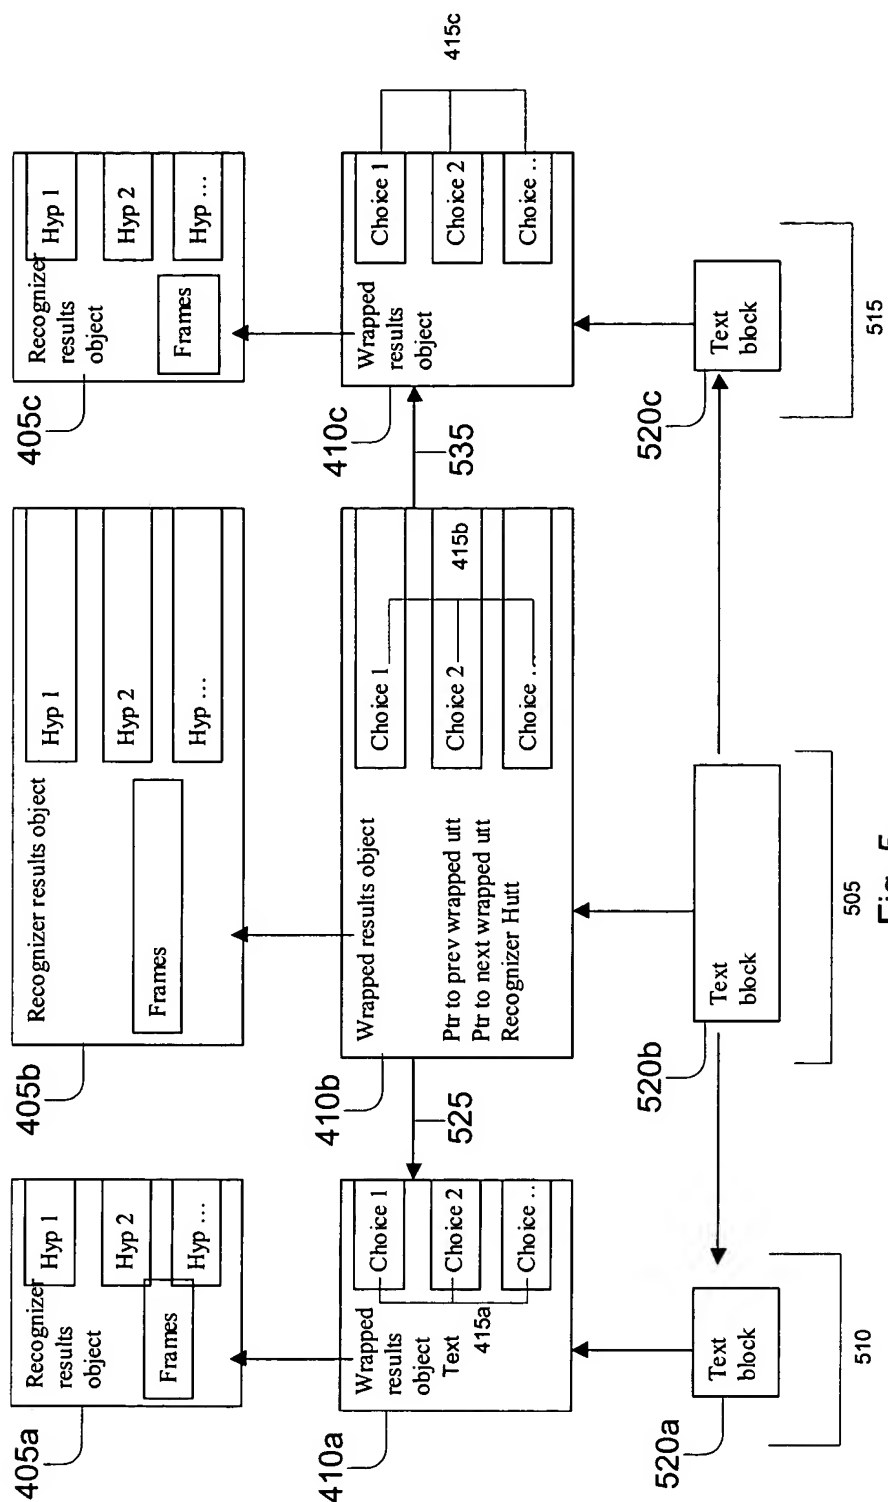 405a
Recognizer
results
object
Hyp 1
Hyp 2
Hyp ...
Frames
405b
Recognizer results object
Hyp 1
Hyp 2
Hyp ...
Frames
405c
Recognizer
results
object
Hyp 1
Hyp 2
Hyp ...
Frames
410a
Wrapped
results
object
Text
415a
Choice 1
Choice 2
Choice ..
525
410b
Wrapped results object
Ptr to prev wrapped utt
Ptr to next wrapped utt
Recognizer Hutt
Choice 1
Choice 2
Choice ..
415b
535
410c
Wrapped
results
object
Choice 1
Choice 2
Choice ..
415c
520a
Text
block
510
520b
Text
block
505
520c
Text
block
515
Fig. 5